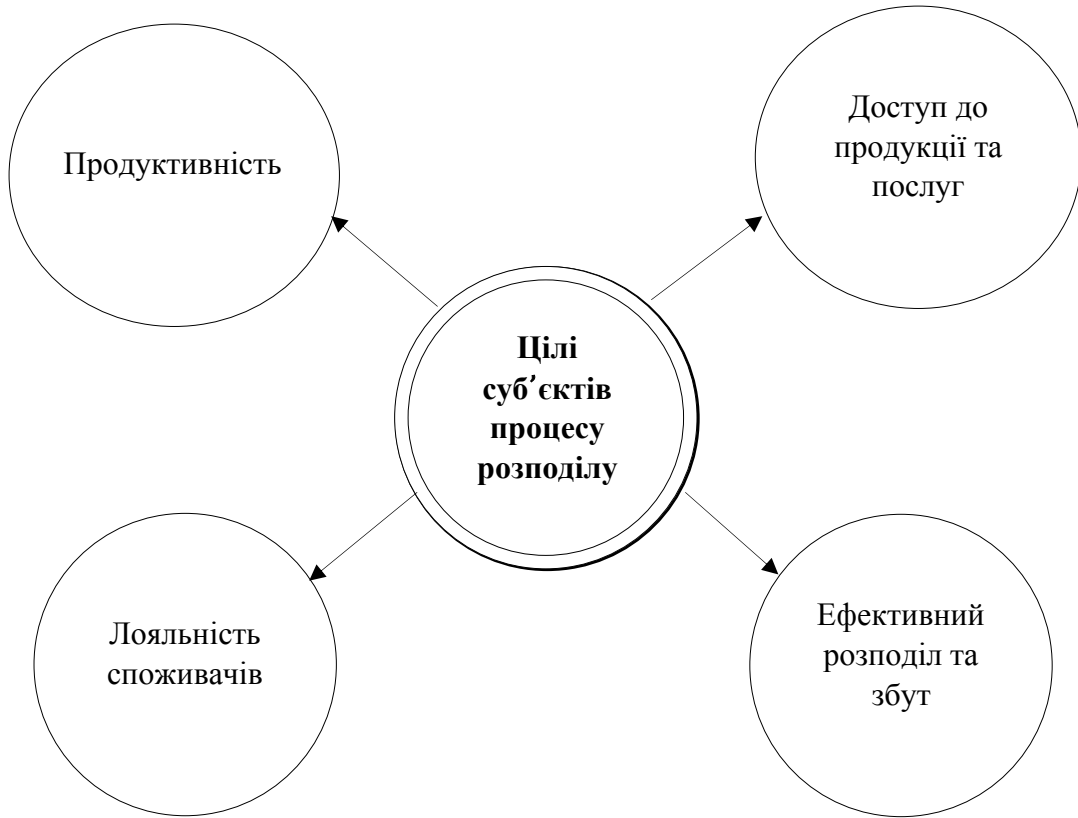 Продуктивність
Доступ до
продукції та
послуг
Цілі
суб’єктів
процесу
розподілу
Лояльність
споживачів
Ефективний
розподіл та
збут